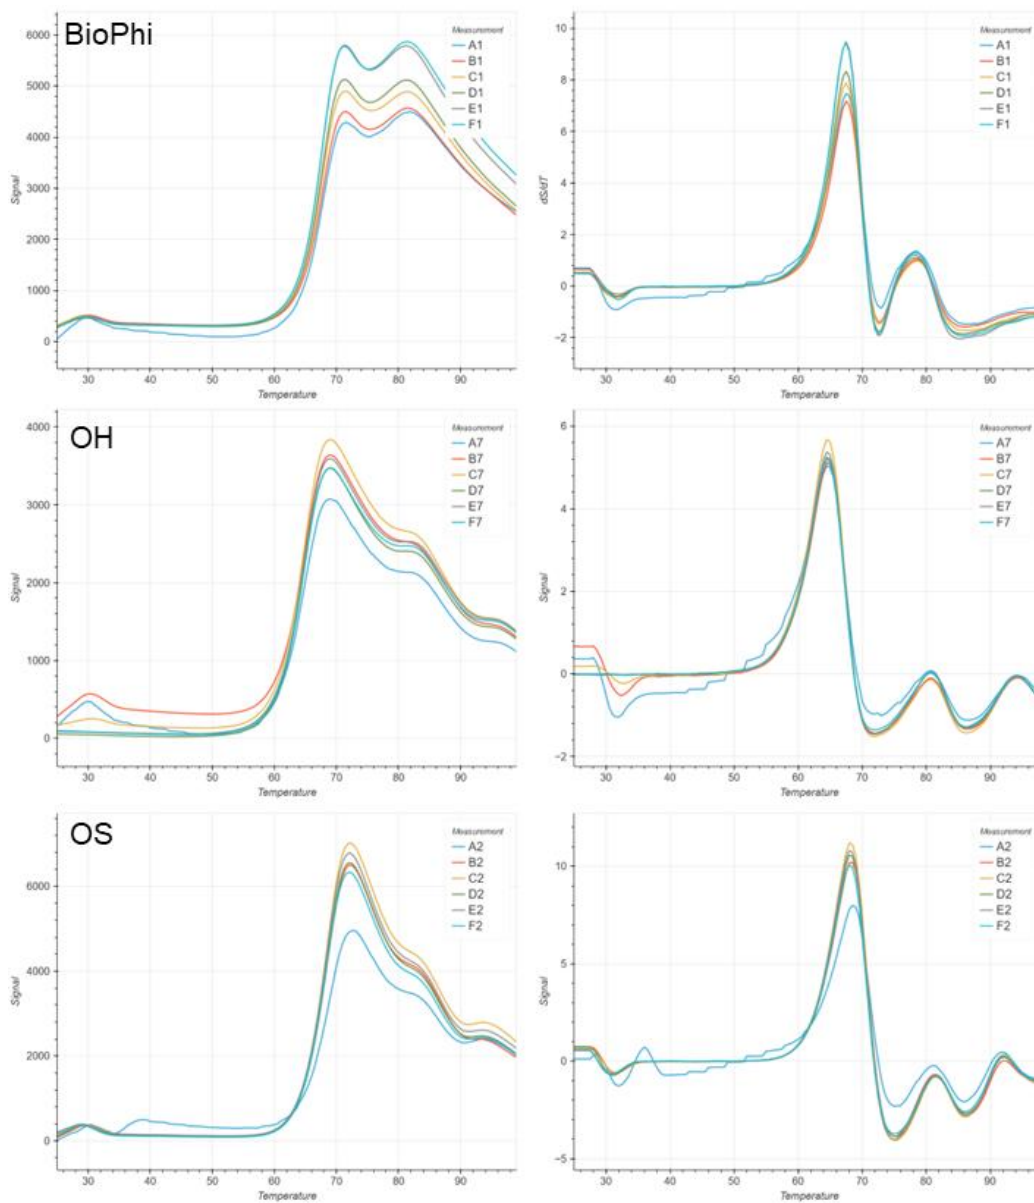 BioPhi
Measurement
A1
B1
C1
D1
E1
F1
Signal
6000
5000
4000
3000
2000
1000
0
30 40 50 60 70 80 90
Temperature
Measurement
A1
B1
C1
D1
E1
F1
dS/dT
10
8
6
4
2
0
−2
30 40 50 60 70 80 90
Temperature
OH
Measurement
A7
B7
C7
D7
E7
F7
Signal
4000
3000
2000
1000
0
30 40 50 60 70 80 90
Temperature
Measurement
A7
B7
C7
D7
E7
F7
Signal
6
4
2
0
−2
30 40 50 60 70 80 90
Temperature
OS
Measurement
A2
B2
C2
D2
E2
F2
Signal
6000
4000
2000
0
30 40 50 60 70 80 90
Temperature
Measurement
A2
B2
C2
D2
E2
F2
Signal
10
5
0
−5
30 40 50 60 70 80 90
Temperature